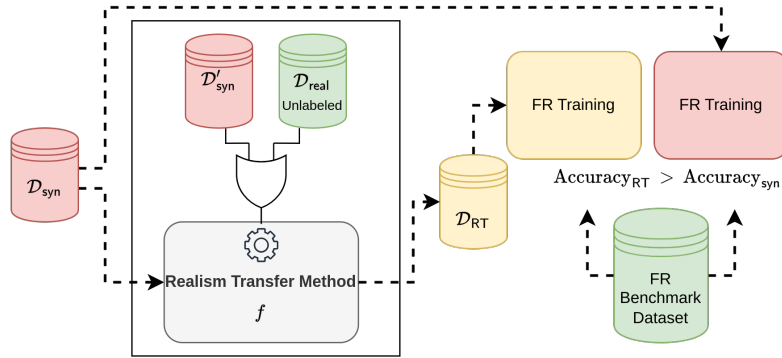 𝒟′syn
𝒟real
Unlabeled
𝒟syn
Realism Transfer Method
f
𝒟RT
FR Training
FR Training
AccuracyRT > Accuracysyn
FR
Benchmark
Dataset